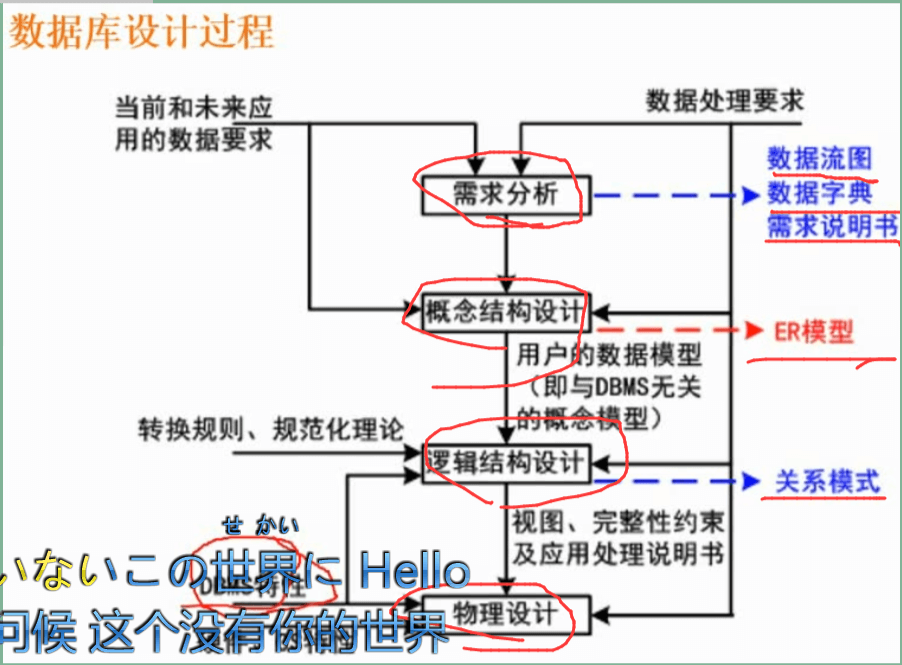 数据库设计过程
当前和未来应
用的数据要求
数据处理要求
需求分析
数据流图
数据字典
需求说明书
概念结构设计
ER模型
用户的数据模型
（即与DBMS无关
的概念模型）
转换规则、规范化理论
逻辑结构设计
关系模式
视图、完整性约束
及应用处理说明书
せ かい
いないこの世界に Hello
DBMS特性
物理设计
问候 这个没有你的世界